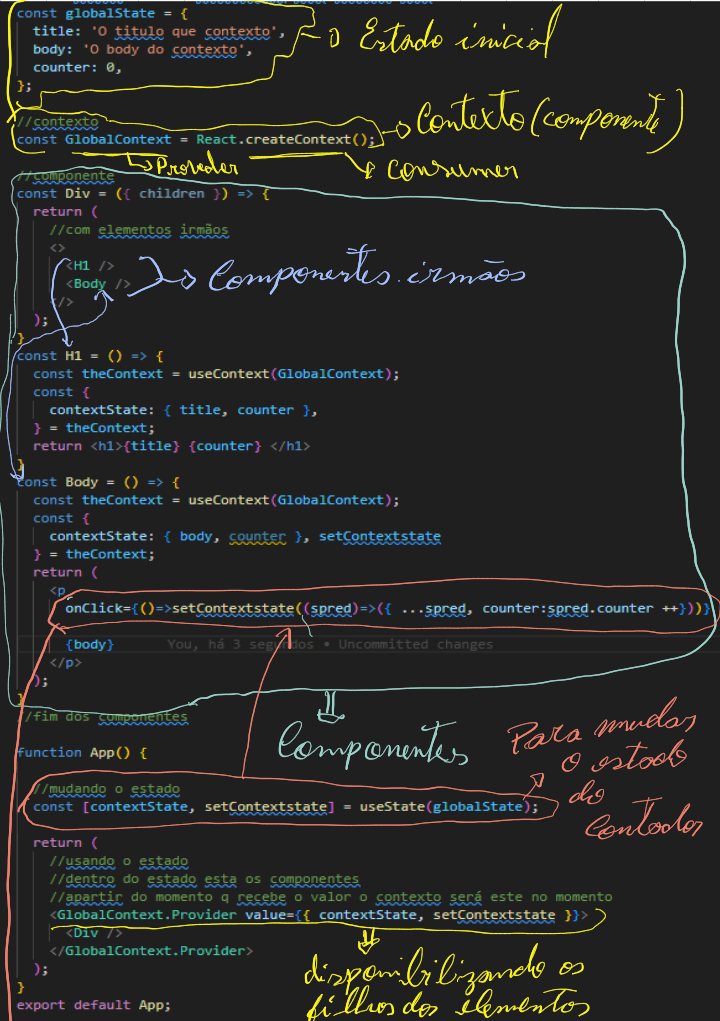 const globalState = {
title: 'O titulo que contexto',
body: 'O body do contexto',
counter: 0,
};
Estado inicial
//contexto
const GlobalContext = React.createContext();
Contexto (componente)
Provider
Consumer
//componente
const Div = ({ children }) => {
return (
//com elementos irmãos
<>
<H1 />
<Body />
</>
);
}
Componentes irmãos
const H1 = () => {
const theContext = useContext(GlobalContext);
const {
contextState: { title, counter },
} = theContext;
return <h1>{title} {counter} </h1>
}
const Body = () => {
const theContext = useContext(GlobalContext);
const {
contextState: { body, counter }, setContextstate
} = theContext;
return (
<p
onClick={()=>setContextstate((spred)=>({ ...spred, counter:spred.counter ++}))}
{body} You, há 3 segundos • Uncommitted changes
</p>
);
}
//fim dos componentes
Componentes
function App() {
//mudando o estado
const [contextState, setContextstate] = useState(globalState);
Para mudar
o estado
do
Contador
return (
//usando o estado
//dentro do estado esta os componentes
//apartir do momento q recebe o valor o contexto será este no momento
<GlobalContext.Provider value={{ contextState, setContextstate }}>
<Div />
</GlobalContext.Provider>
);
}
disponibilizando os
filhos dos elementos
export default App;